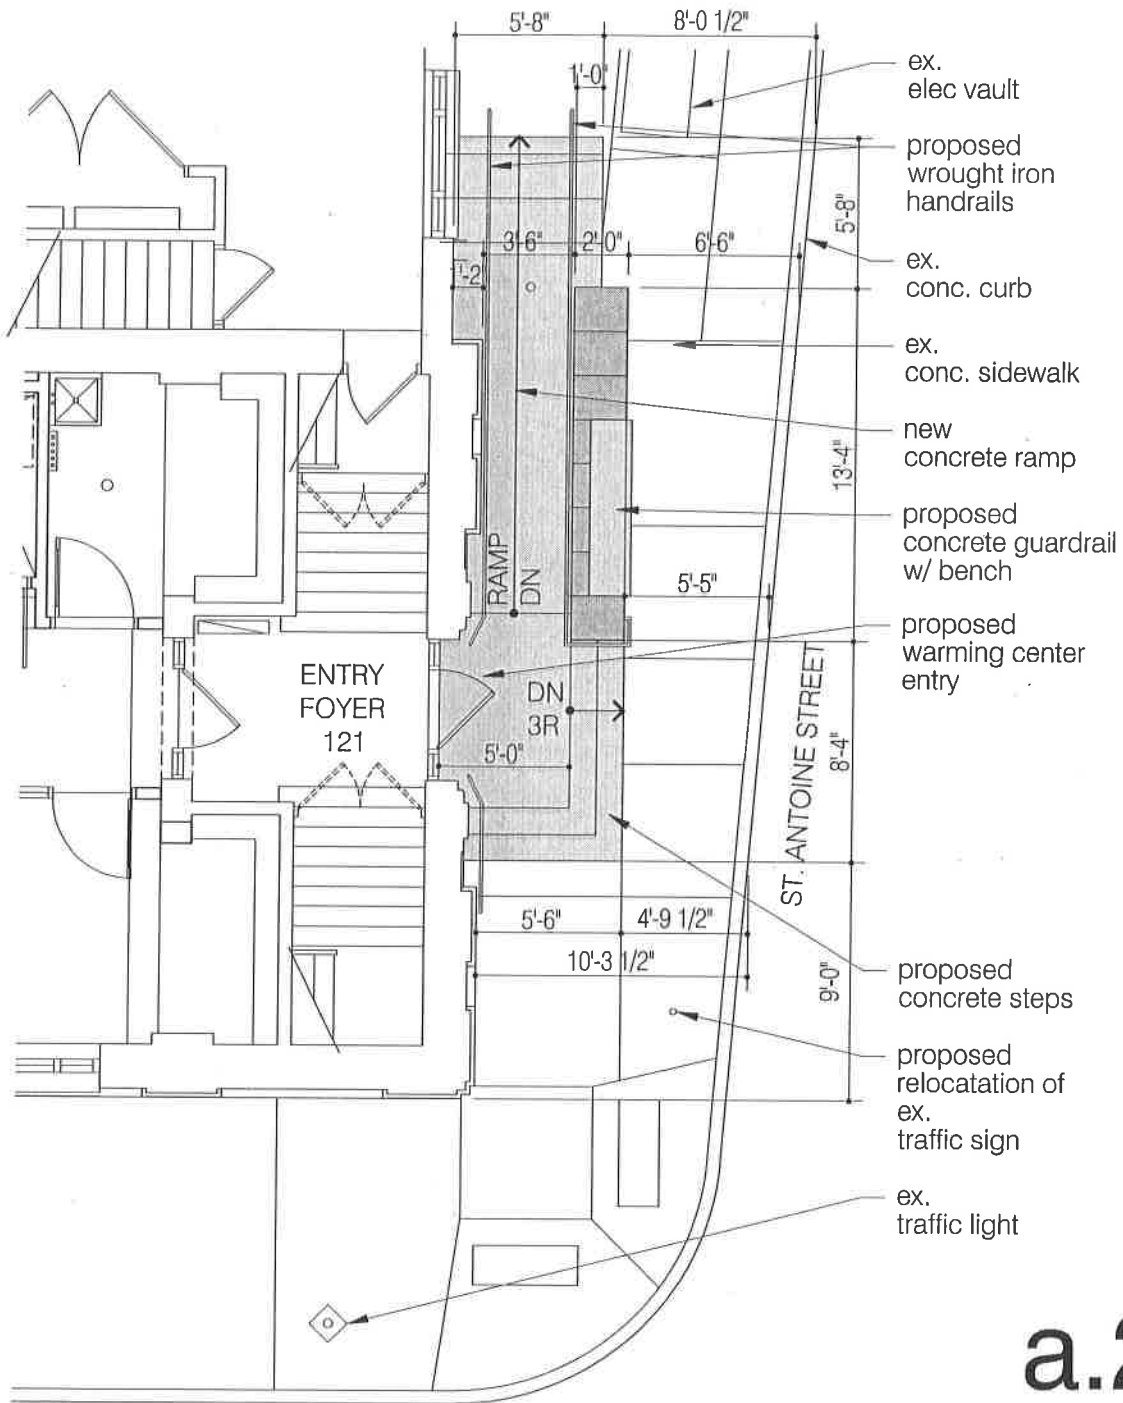 5'-8"
8'-0 1/2"
1'-0"
ex.
elec vault
proposed
wrought iron
handrails
5'-8"
3'-6"
2'-0"
6'-6"
ex.
conc. curb
ex.
conc. sidewalk
new
concrete ramp
13'-4"
proposed
concrete guardrail
w/ bench
RAMP
DN
5'-5"
proposed
warming center
entry
ENTRY
FOYER
121
DN
3R
5'-0"
ST. ANTOINE STREET
8'-4"
5'-6"
4'-9 1/2"
10'-3 1/2"
9'-0"
proposed
concrete steps
proposed
relocatation of
ex.
traffic sign
ex.
traffic light